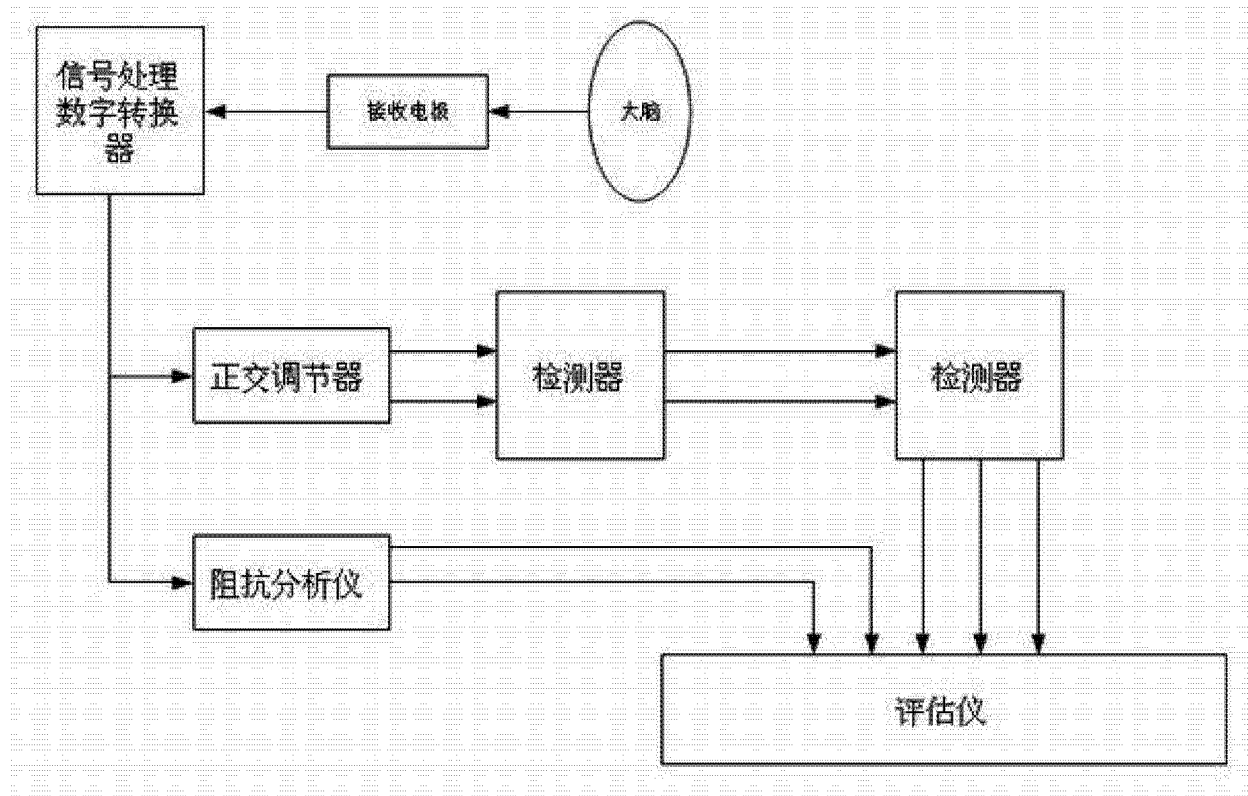 信号处理
数字转换
器
接收电极
大脑
正交调节器
检测器
检测器
阻抗分析仪
评估仪